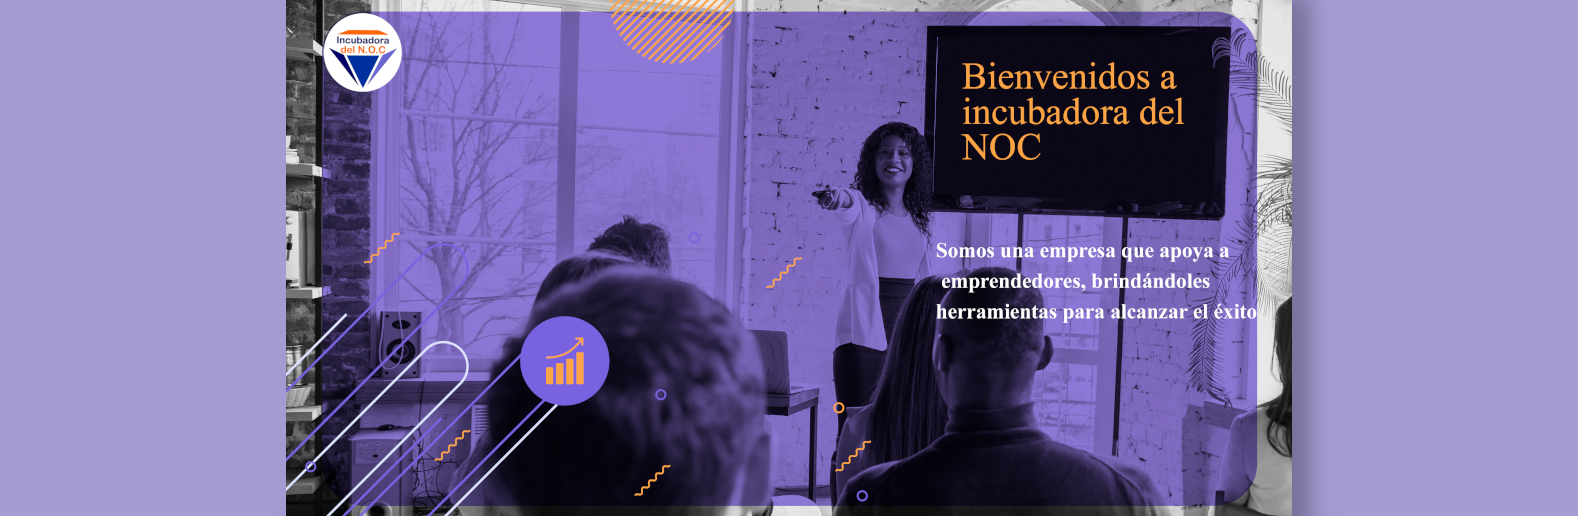 Incubadora
del N.O.C
Bienvenidos a
incubadora del
NOC
Somos una empresa que apoya a
emprendedores, brindándoles
herramientas para alcanzar el éxito